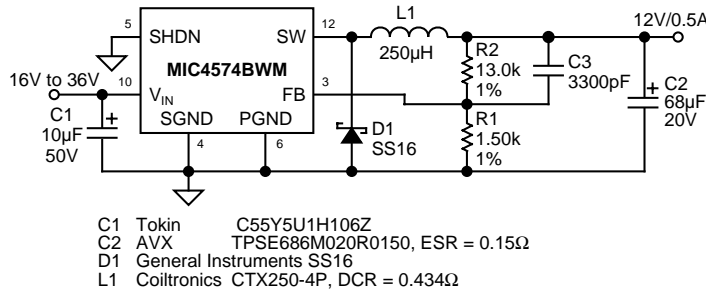 5
SHDN
SW
12
L1
250µH
12V/0.5A
MIC4574BWM
16V to 36V
10
VIN
FB
3
SGND
PGND
4
6
C1
10µF
50V
+
D1
SS16
R2
13.0k
1%
R1
1.50k
1%
C3
3300pF
+
C2
68µF
20V
C1 Tokin C55Y5U1H106Z
C2 AVX TPSE686M020R0150, ESR = 0.15Ω
D1 General Instruments SS16
L1 Coiltronics CTX250-4P, DCR = 0.434Ω